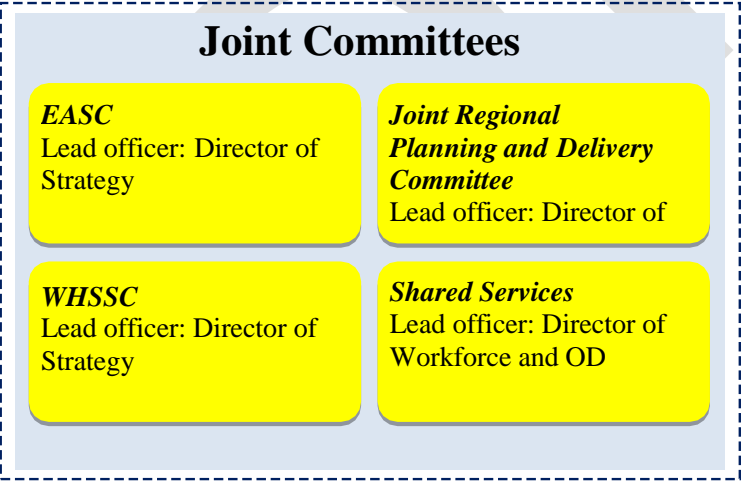 Joint Committees
EASC
Lead officer: Director of
Strategy
Joint Regional
Planning and Delivery
Committee
Lead officer: Director of
WHSSC
Lead officer: Director of
Strategy
Shared Services
Lead officer: Director of
Workforce and OD